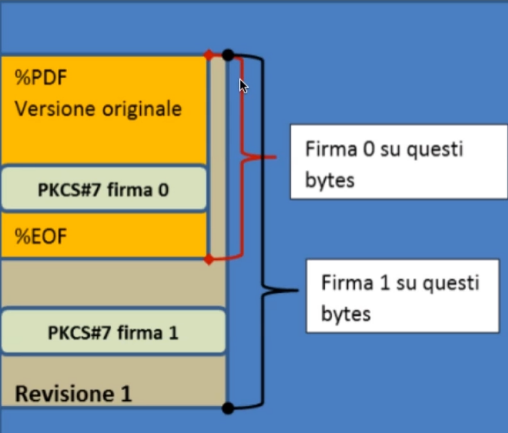 %PDF
Versione originale
PKCS#7 firma 0
%EOF
PKCS#7 firma 1
Revisione 1
Firma 0 su questi
bytes
Firma 1 su questi
bytes